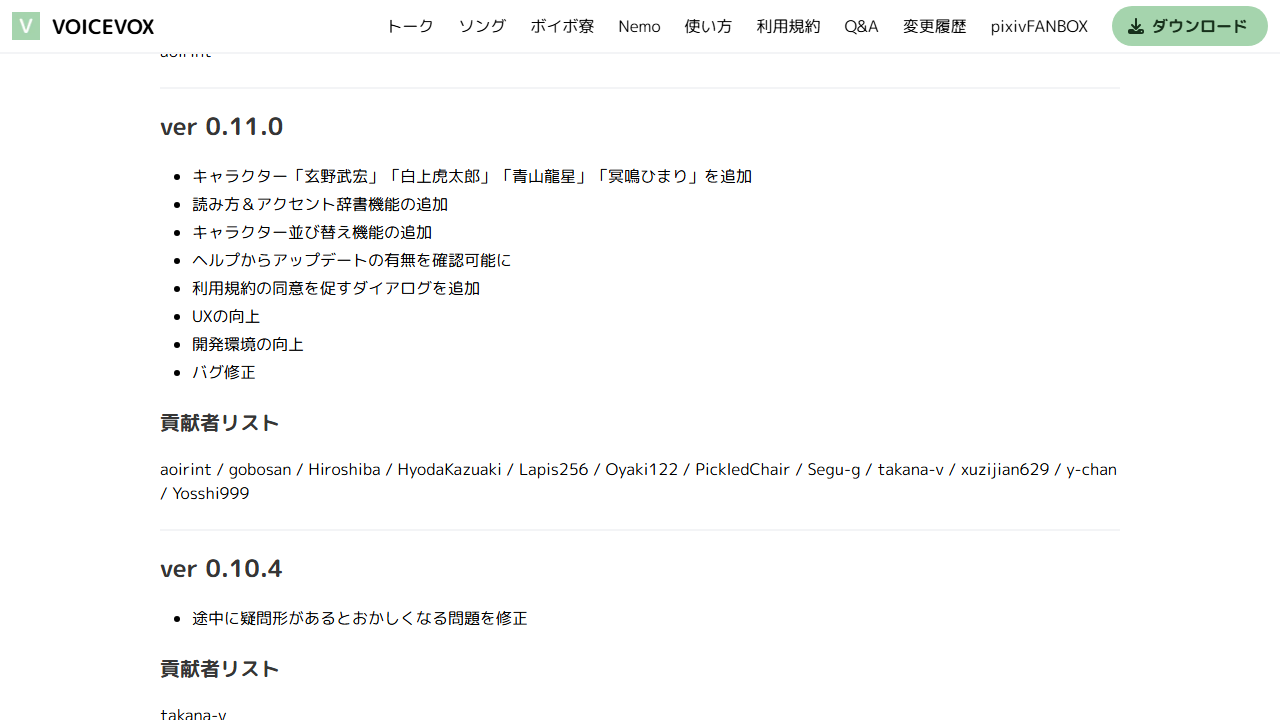 V VOICEVOX トーク ソング ボイボ寮 Nemo 使い方 利用規約 Q&A 変更履歴 pixivFANBOX ダウンロード
aoirint
ver 0.11.0
• キャラクター「玄野武宏」「白上虎太郎」「青山龍星」「冥鳴ひまり」を追加
• 読み方＆アクセント辞書機能の追加
• キャラクター並び替え機能の追加
• ヘルプからアップデートの有無を確認可能に
• 利用規約の同意を促すダイアログを追加
• UXの向上
• 開発環境の向上
• バグ修正
貢献者リスト
aoirint / gobosan / Hiroshiba / HyodaKazuaki / Lapis256 / Oyaki122 / PickledChair / Segu-g / takana-v / xuzijian629 / y-chan
/ Yosshi999
ver 0.10.4
• 途中に疑問形があるとおかしくなる問題を修正
貢献者リスト
takana-v